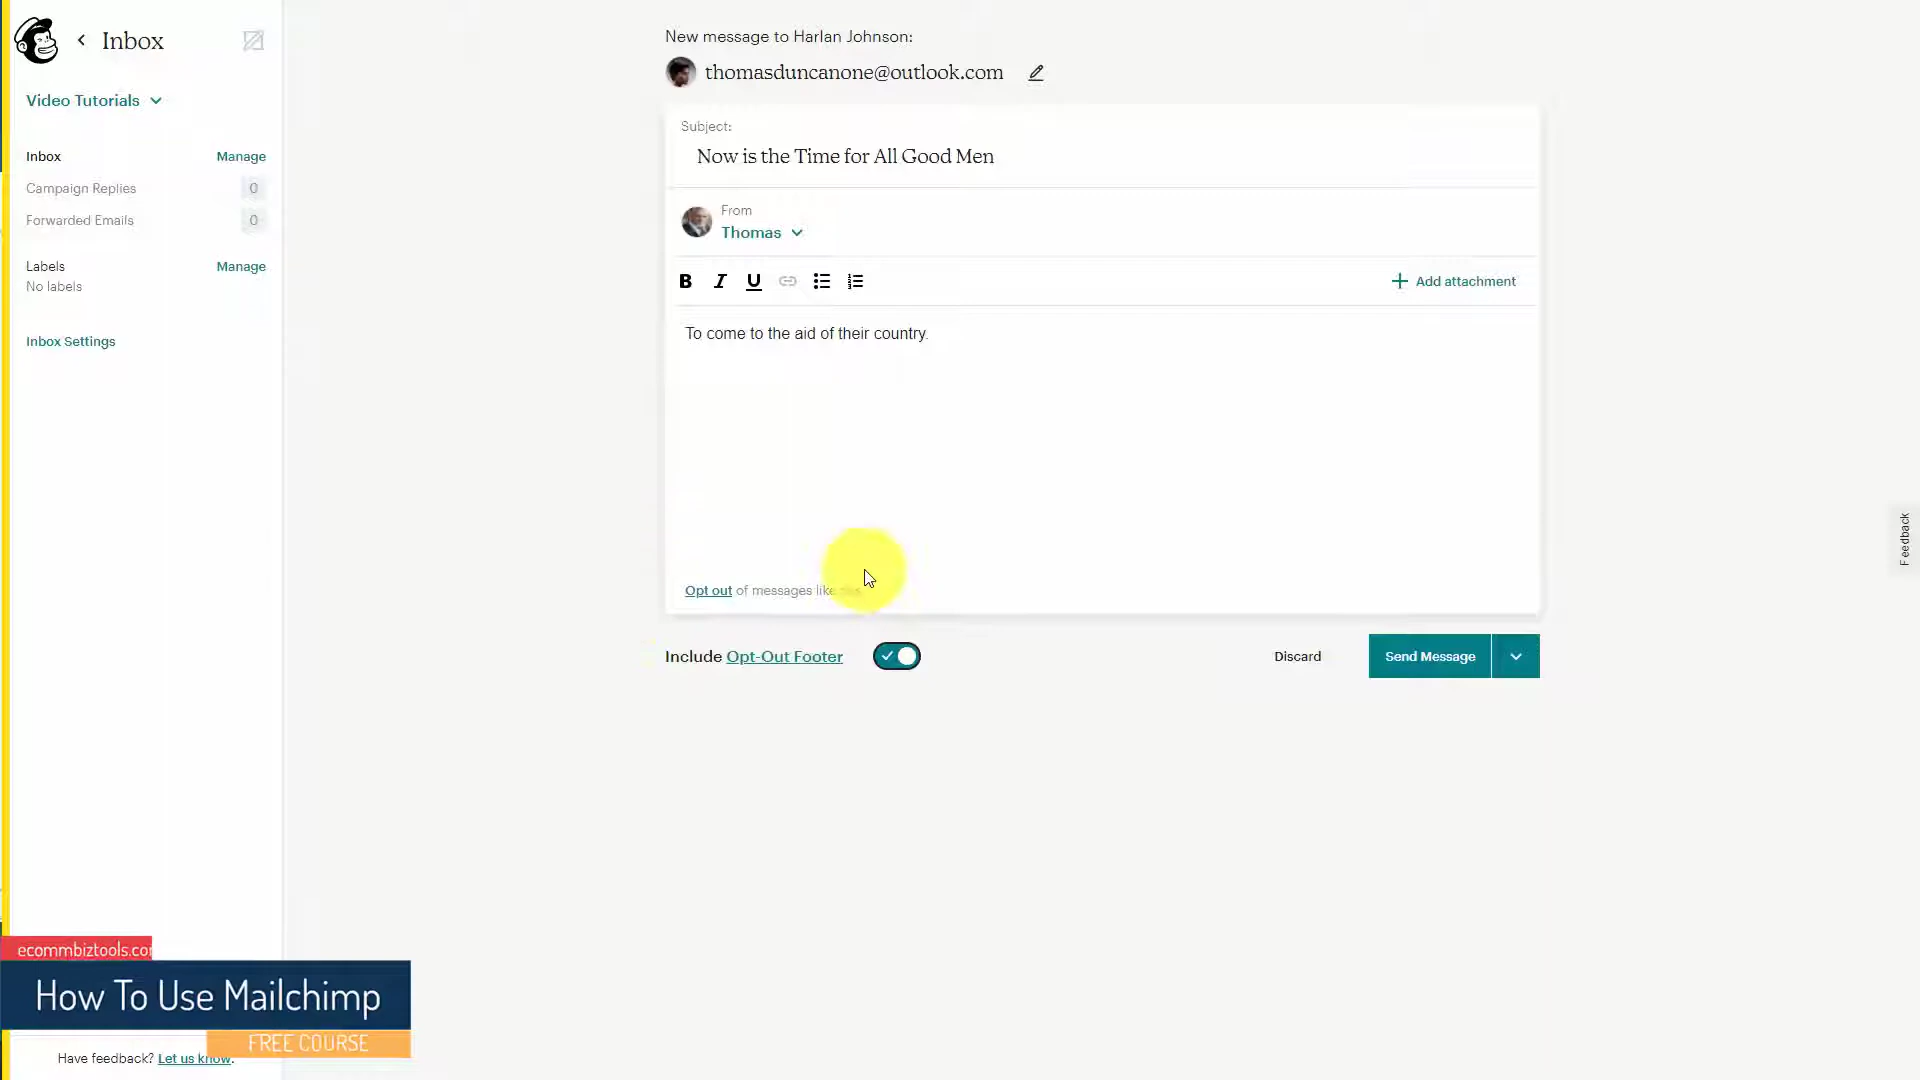 Inbox
Video Tutorials
Inbox Manage
Campaign Replies 0
Forwarded Emails 0
Labels Manage
No labels
Inbox Settings
New message to Harlan Johnson:
thomasduncanone@outlook.com
Subject:
Now is the Time for All Good Men
From
Thomas
B I U
Add attachment
To come to the aid of their country.
Opt out of messages like
Include Opt-Out Footer
Discard
Send Message
Feedback
ecommbiztools.co
How To Use Mailchimp
FREE COURSE
Have feedback? Let us know.